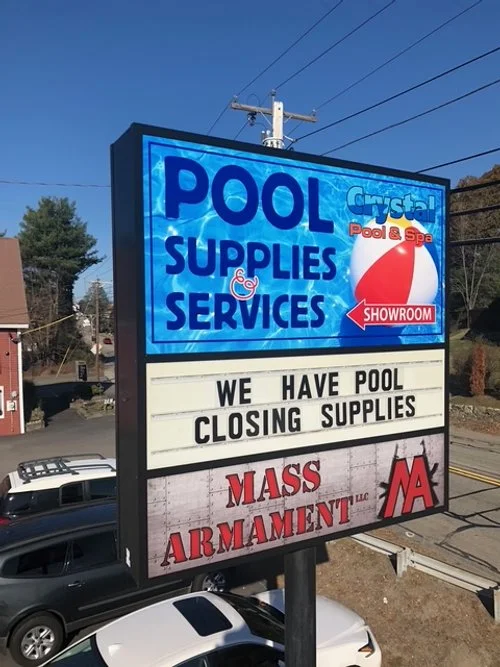 POOL
SUPPLIES
&
SERVICES
Crystal
Pool & Spa
SHOWROOM
WE HAVE POOL
CLOSING SUPPLIES
MASS
ARMAMENT LLC
MA